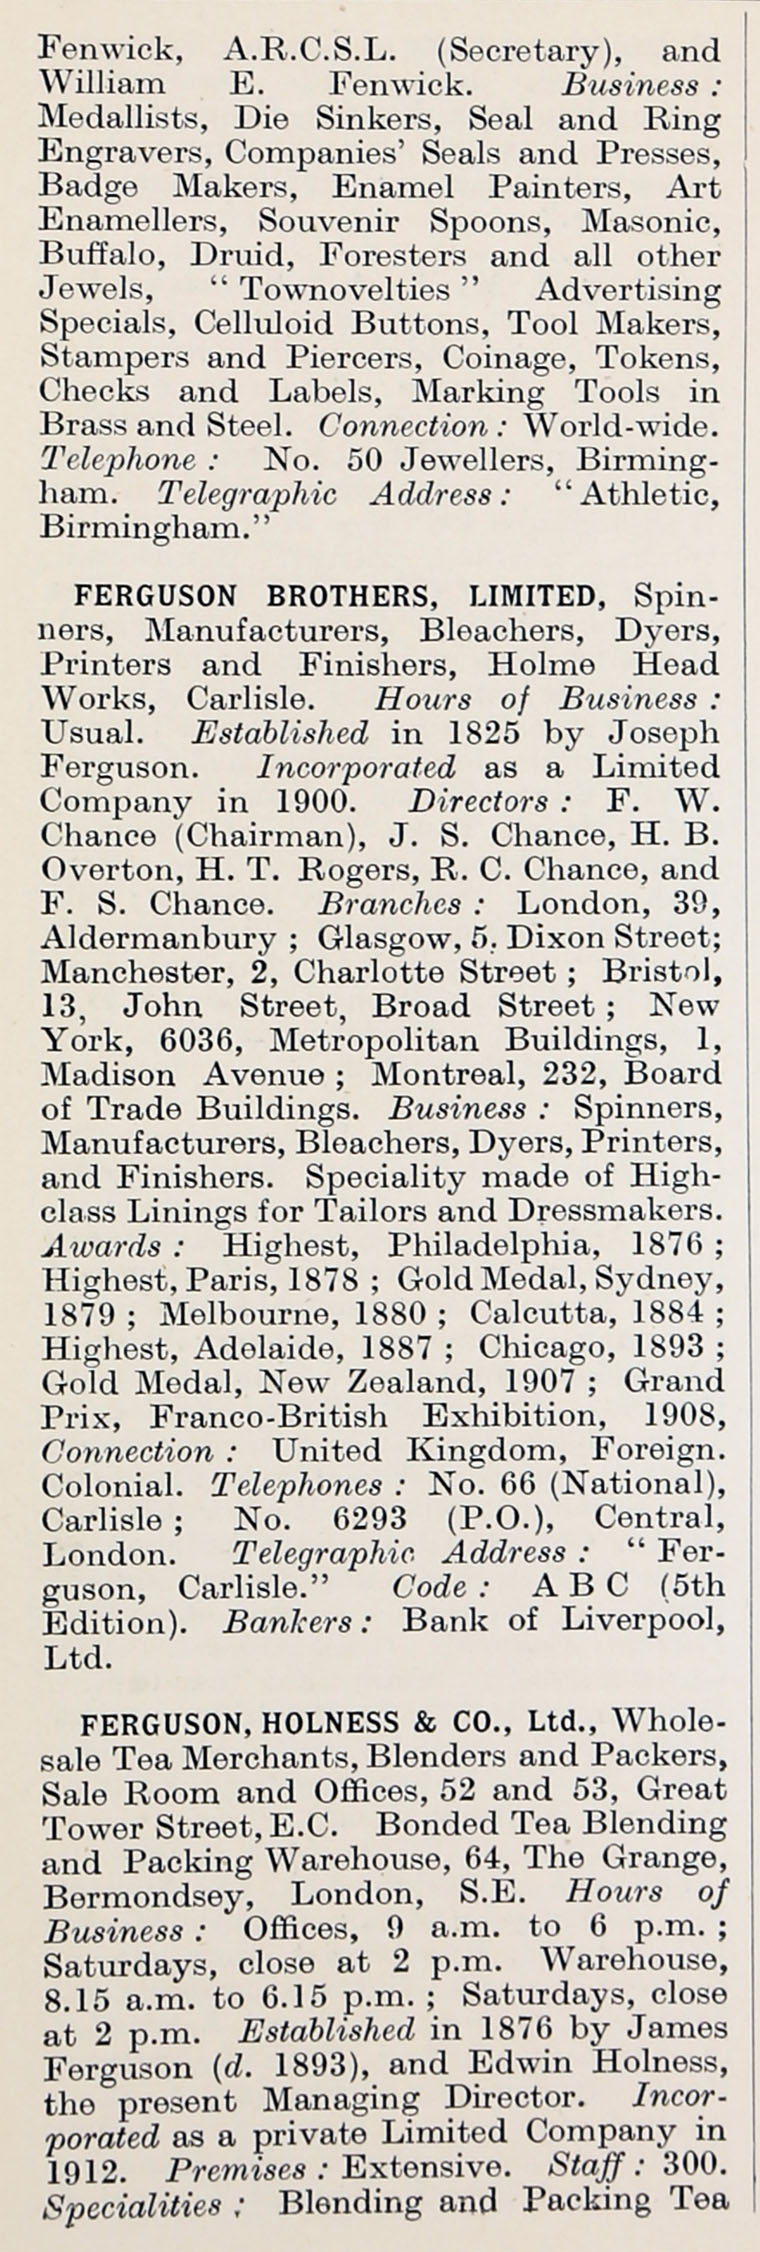 Fenwick, A.R.C.S.L. (Secretary), and
William E. Fenwick. Business :
Medallists, Die Sinkers, Seal and Ring
Engravers, Companies' Seals and Presses,
Badge Makers, Enamel Painters, Art
Enamellers, Souvenir Spoons, Masonic,
Buffalo, Druid, Foresters and all other
Jewels, “ Townovelties ” Advertising
Specials, Celluloid Buttons, Tool Makers,
Stampers and Piercers, Coinage, Tokens,
Checks and Labels, Marking Tools in
Brass and Steel. Connection : World-wide.
Telephone : No. 50 Jewellers, Birming-
ham. Telegraphic Address : “ Athletic,
Birmingham.”
FERGUSON BROTHERS, LIMITED, Spin-
ners, Manufacturers, Bleachers, Dyers,
Printers and Finishers, Holme Head
Works, Carlisle. Hours of Business :
Usual. Established in 1825 by Joseph
Ferguson. Incorporated as a Limited
Company in 1900. Directors : F. W.
Chance (Chairman), J. S. Chance, H. B.
Overton, H. T. Rogers, R. C. Chance, and
F. S. Chance. Branches : London, 39,
Aldermanbury ; Glasgow, 5. Dixon Street;
Manchester, 2, Charlotte Street ; Bristol,
13, John Street, Broad Street ; New
York, 6036, Metropolitan Buildings, 1,
Madison Avenue ; Montreal, 232, Board
of Trade Buildings. Business : Spinners,
Manufacturers, Bleachers, Dyers, Printers,
and Finishers. Speciality made of High-
class Linings for Tailors and Dressmakers.
Awards : Highest, Philadelphia, 1876 ;
Highest, Paris, 1878 ; Gold Medal, Sydney,
1879 ; Melbourne, 1880 ; Calcutta, 1884 ;
Highest, Adelaide, 1887 ; Chicago, 1893 ;
Gold Medal, New Zealand, 1907 ; Grand
Prix, Franco-British Exhibition, 1908,
Connection : United Kingdom, Foreign.
Colonial. Telephones : No. 66 (National),
Carlisle ; No. 6293 (P.O.), Central,
London. Telegraphic Address : “ Fer-
guson, Carlisle.” Code : A B C (5th
Edition). Bankers : Bank of Liverpool,
Ltd.
FERGUSON, HOLNESS & CO., Ltd., Whole-
sale Tea Merchants, Blenders and Packers,
Sale Room and Offices, 52 and 53, Great
Tower Street, E.C. Bonded Tea Blending
and Packing Warehouse, 64, The Grange,
Bermondsey, London, S.E. Hours of
Business : Offices, 9 a.m. to 6 p.m. ;
Saturdays, close at 2 p.m. Warehouse,
8.15 a.m. to 6.15 p.m. ; Saturdays, close
at 2 p.m. Established in 1876 by James
Ferguson (d. 1893), and Edwin Holness,
the present Managing Director. Incor-
porated as a private Limited Company in
1912. Premises : Extensive. Staff : 300.
Specialities : Blending and Packing Tea